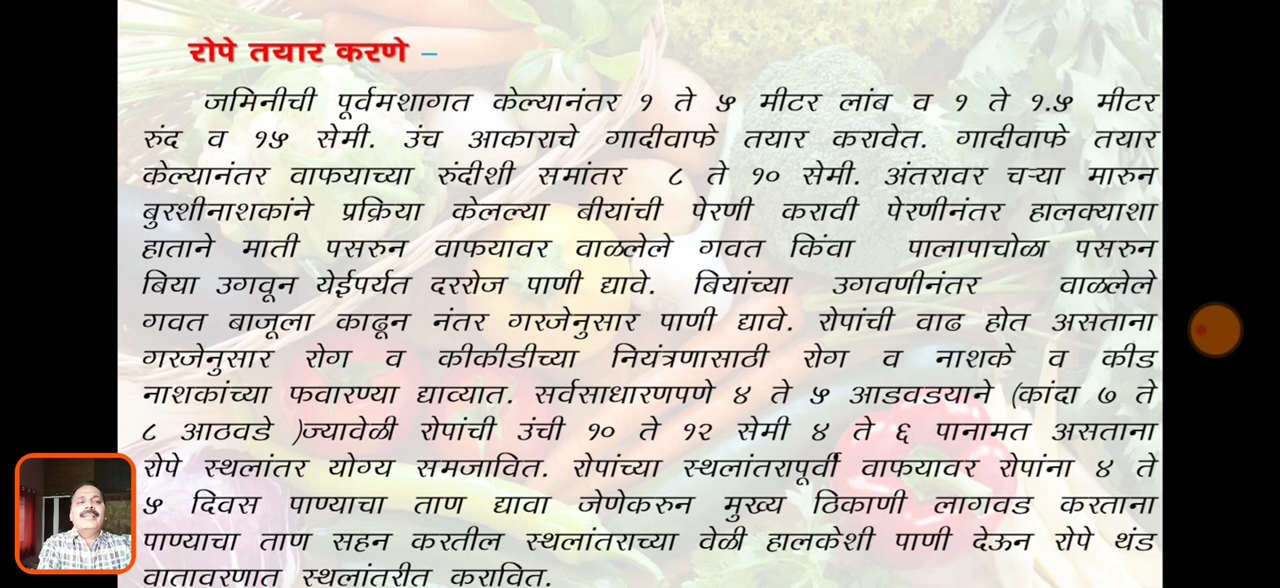 रोपे तयार करणे –
जमिनीची पूर्वमशागत केल्यानंतर १ ते ५ मीटर लांब व १ ते १.५ मीटर
रुंद व १५ सेमी. उंच आकाराचे गादीवाफे तयार करावेत. गादीवाफे तयार
केल्यानंतर वाफयाच्या रुंदीशी समांतर ८ ते १० सेमी. अंतरावर चऱ्या मारुन
बुरशीनाशकांने प्रक्रिया केलल्या बीयांची पेरणी करावी पेरणीनंतर हालक्याशा
हाताने माती पसरुन वाफयावर वाळलेले गवत किंवा पालापाचोळा पसरुन
बिया उगवून येईपर्यत दररोज पाणी द्यावे. बियांच्या उगवणीनंतर वाळलेले
गवत बाजूला काढून नंतर गरजेनुसार पाणी द्यावे. रोपांची वाढ होत असताना
गरजेनुसार रोग व कीकीडीच्या नियंत्रणासाठी रोग व नाशके व कीड
नाशकांच्या फवारण्या द्याव्यात. सर्वसाधारणपणे ४ ते ५ आडवडयाने (कांदा ७ ते
८ आठवडे )ज्यावेळी रोपांची उंची १० ते १२ सेमी ४ ते ६ पानामत असताना
रोपे स्थलांतर योग्य समजावित. रोपांच्या स्थलांतरापूर्वी वाफयावर रोपांना ४ ते
५ दिवस पाण्याचा ताण द्यावा जेणेकरुन मुख्य ठिकाणी लागवड करताना
पाण्याचा ताण सहन करतील स्थलांतराच्या वेळी हालकेशी पाणी देऊन रोपे थंड
वातावरणात स्थलांतरीत करावित.